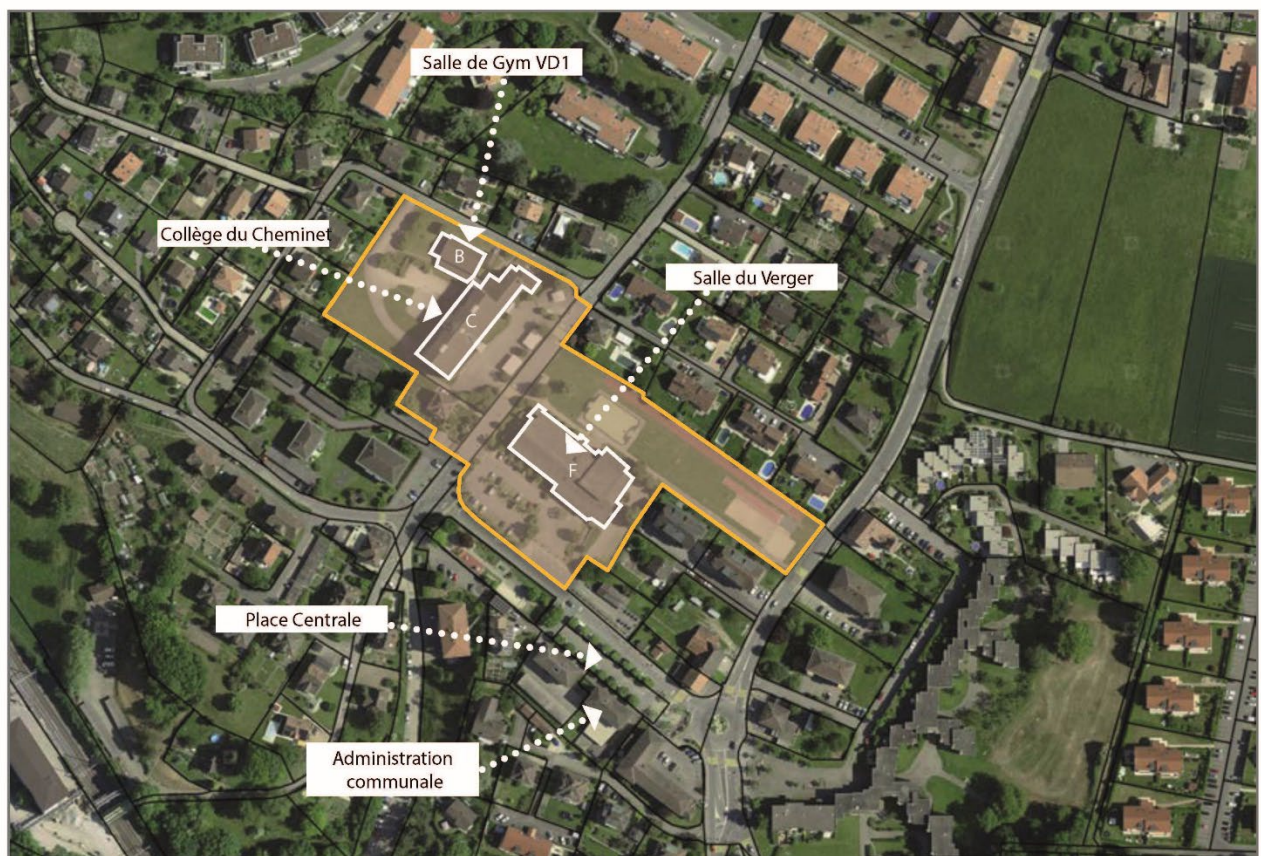 Salle de Gym VD1
Collège du Cheminet
B
Salle du Verger
C
F
Place Centrale
Administration
communale